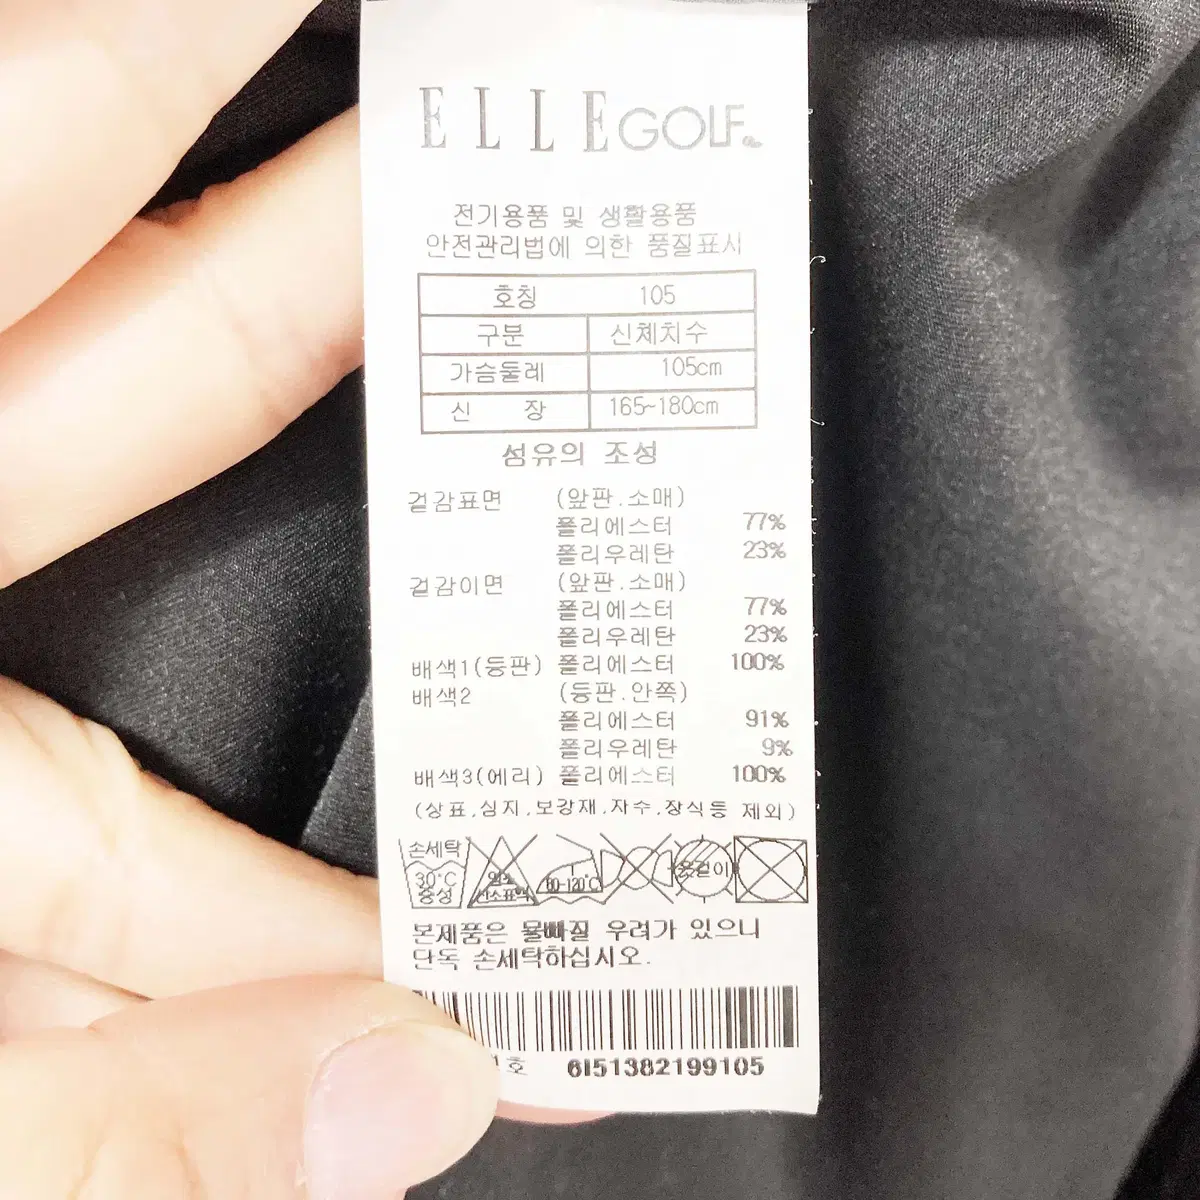 ELLE GOLF
전기용품 및 생활용품
안전관리법에 의한 품질표시
호칭 105
구분 신체치수
가슴둘레 105cm
신 장 165~180cm
섬유의 조성
겉감표면 (앞판.소매)
폴리에스터 77%
폴리우레탄 23%
겉감이면 (앞판.소매)
폴리에스터 77%
폴리우레탄 23%
배색1(등판) 폴리에스터 100%
배색2 (등판.안쪽)
폴리에스터 91%
폴리우레탄 9%
배색3(에리) 폴리에스터 100%
(상표,심지,보강재,자수,장식등 제외)
손세탁
30°C
중성
산소표백
80-120°C
옷걸이
본제품은 물빠질 우려가 있으니
단독 손세탁하십시오.
호 6I51382199105